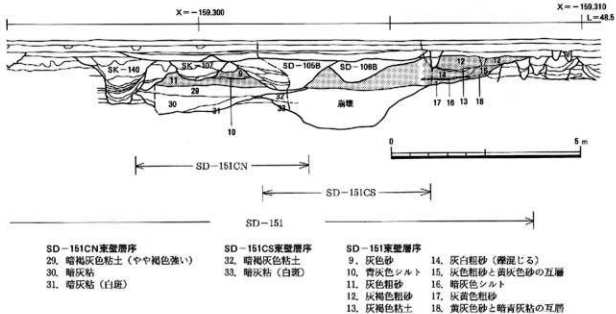 X=-159.300
X=-159.310
L=48.5
SK-140
SK-107
SD-105B
SD-106B
11
9
12
29
14
32
30
31
33
崩壊
10
17 16 13 18
0
5 m
SD-151CN
SD-151CS
SD-151
SD-151CN東壁層序
29. 暗褐灰色粘土(やや褐色強い)
30. 暗灰粘
31. 暗灰粘(白斑)
SD-151CS東壁層序
32. 暗褐灰色粘土
33. 暗灰粘(白斑)
SD-151東壁層序
9. 灰色砂
10. 青灰色シルト
11. 灰色粗砂
12. 灰褐色粗砂
13. 灰褐色粘土
14. 灰白粗砂(礫混じる)
15. 灰色粗砂と黄灰色砂の互層
16. 暗灰色シルト
17. 灰黄色粗砂
18. 黄灰色砂と暗青灰粘の互層